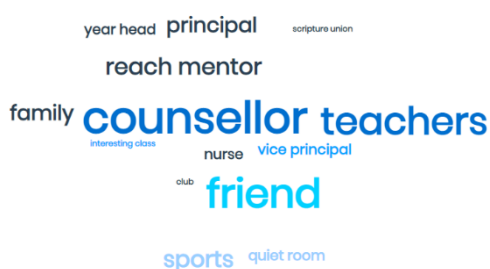 year head principal scripture union
reach mentor
family counsellor teachers
interesting class
nurse vice principal
club friend
sports quiet room